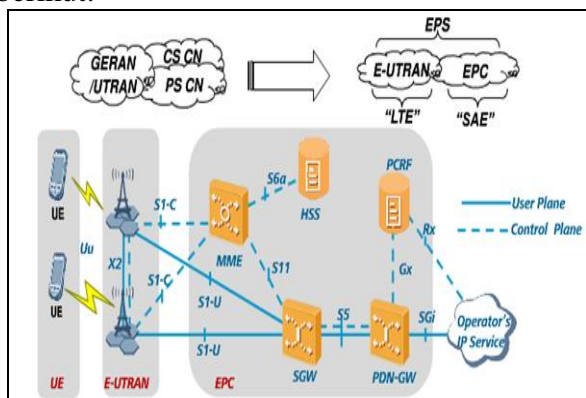 EPS
GERAN
/UTRAN
CS CN
PS CN
E-UTRAN
EPC
"LTE"
"SAE"
PCRF
S6a
HSS
User Plane
Control Plane
UE
S1-C
Rx
MME
Uu
X2
S1-C
S11
Gx
UE
S1-U
S5
SGi
Operator's
IP Service
S1-U
SGW
PDN-GW
UE
E-UTRAN
EPC